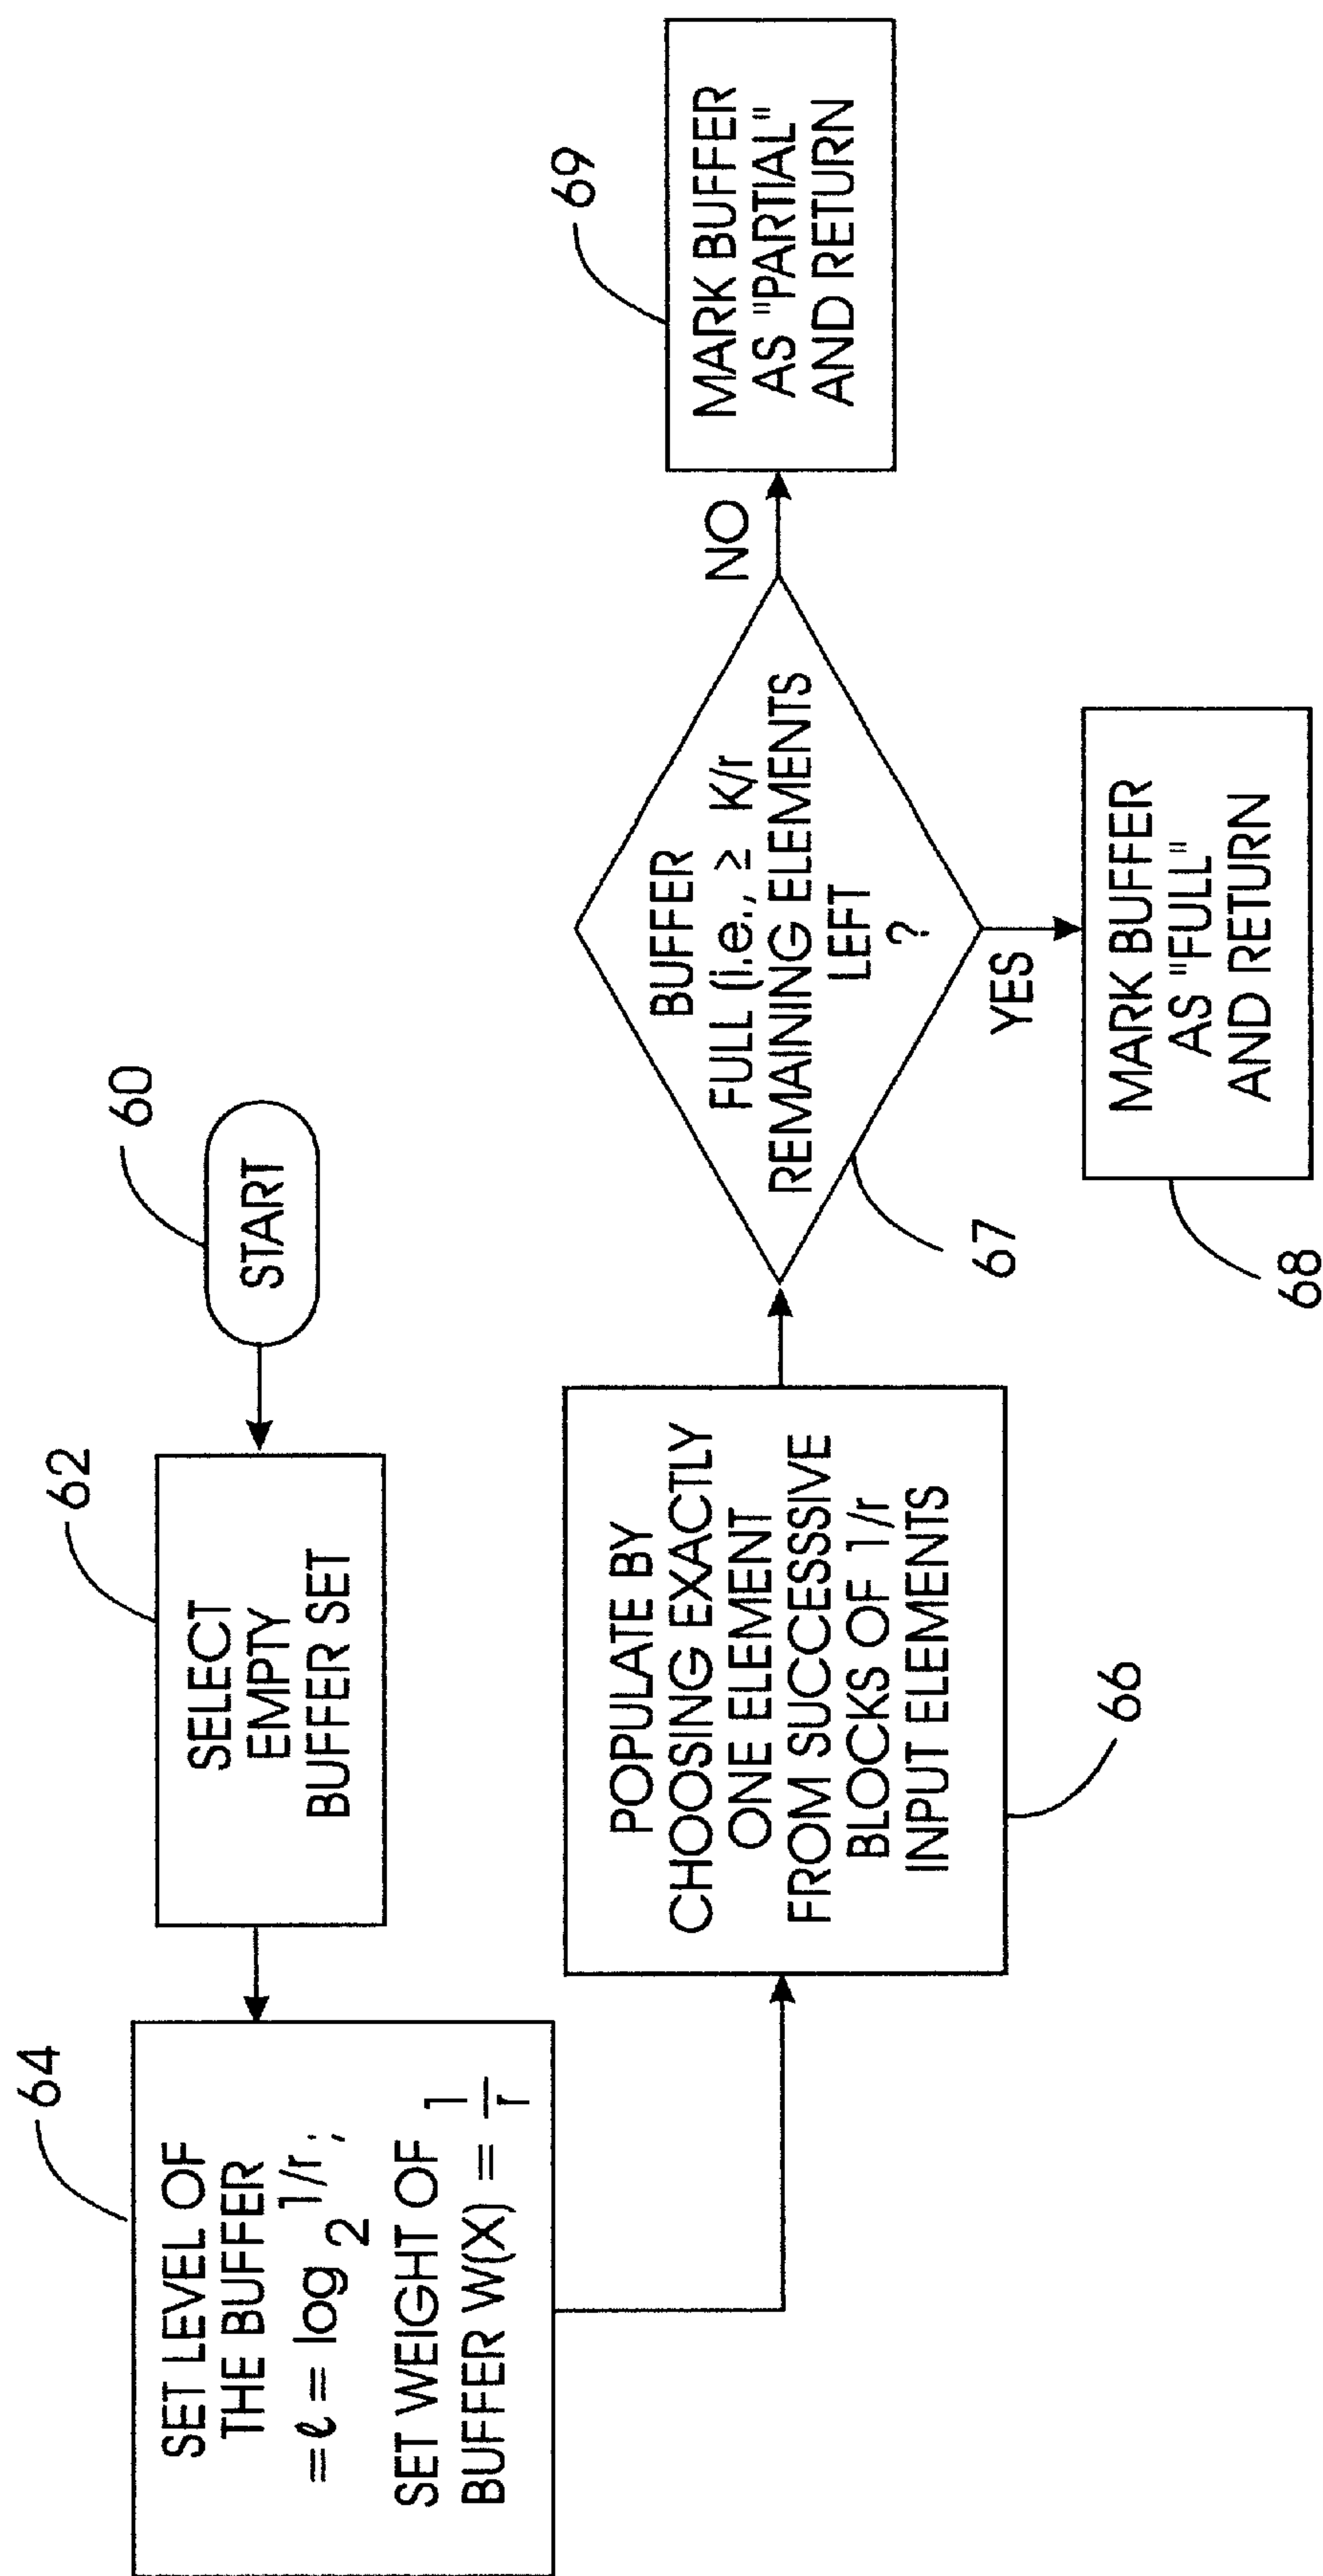 60
START
62
SELECT
EMPTY
BUFFER SET
64
SET LEVEL OF
THE BUFFER
= ℓ = log 2 1/r ;
SET WEIGHT OF
BUFFER W(X) = 1/r
66
POPULATE BY
CHOOSING EXACTLY
ONE ELEMENT
FROM SUCCESSSIVE
BLOCKS OF 1/r
INPUT ELEMENTS
67
BUFFER
FULL (i.e., ≥ K/r
REMAINING ELEMENTS
LEFT
?
NO
69
MARK BUFFER
AS "PARTIAL"
AND RETURN
YES
68
MARK BUFFER
AS "FULL"
AND RETURN